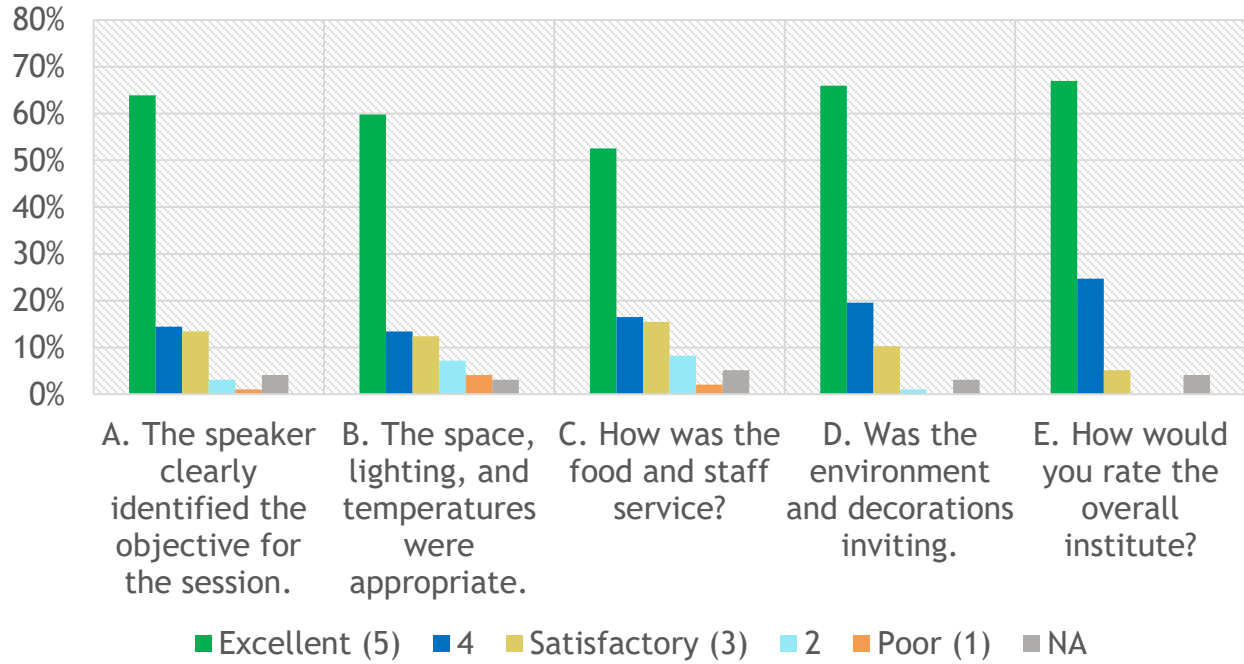 80%
70%
60%
50%
40%
30%
20%
10%
0%
A. The speaker
clearly
identified the
objective for
the session.
B. The space,
lighting, and
temperatures
were
appropriate.
C. How was the
food and staff
service?
D. Was the
environment
and decorations
inviting.
E. How would
you rate the
overall
institute?
Excellent (5) 4 Satisfactory (3) 2 Poor (1) NA